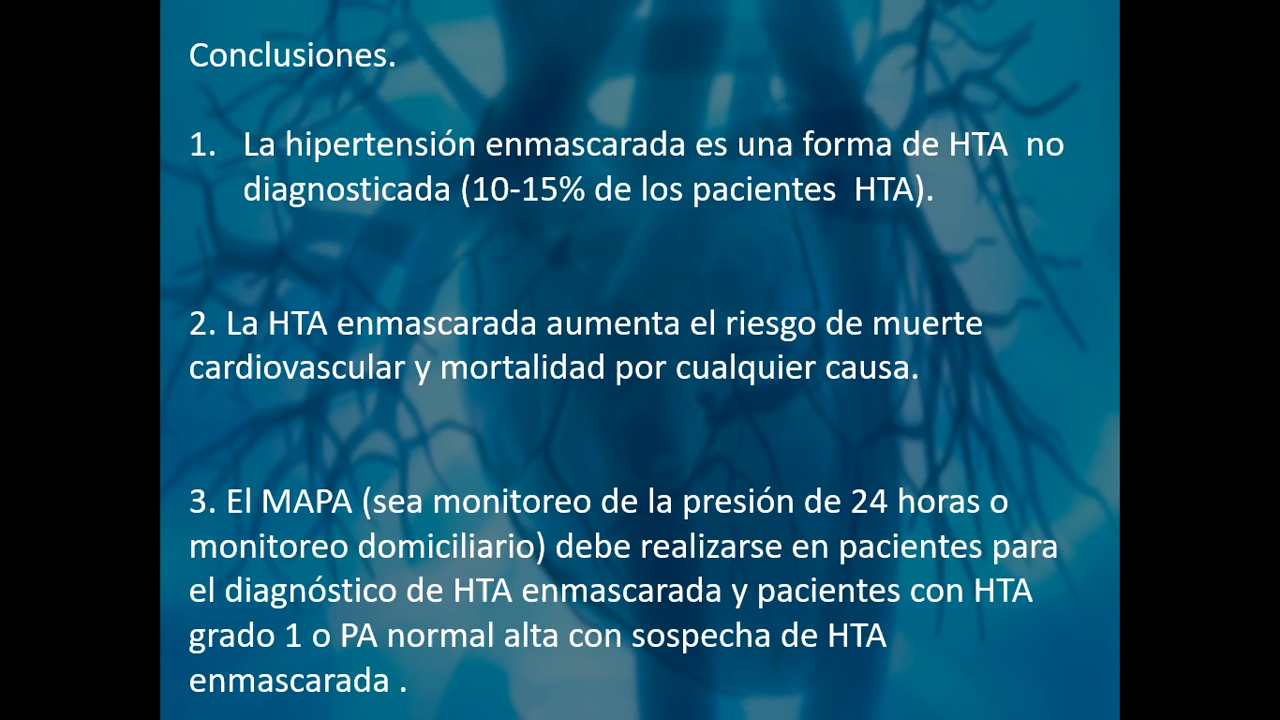 Conclusiones.
1. La hipertensión enmascarada es una forma de HTA  no
diagnosticada (10-15% de los pacientes  HTA).
2. La HTA enmascarada aumenta el riesgo de muerte
cardiovascular y mortalidad por cualquier causa.
3. El MAPA (sea monitoreo de la presión de 24 horas o
monitoreo domiciliario) debe realizarse en pacientes para
el diagnóstico de HTA enmascarada y pacientes con HTA
grado 1 o PA normal alta con sospecha de HTA
enmascarada .